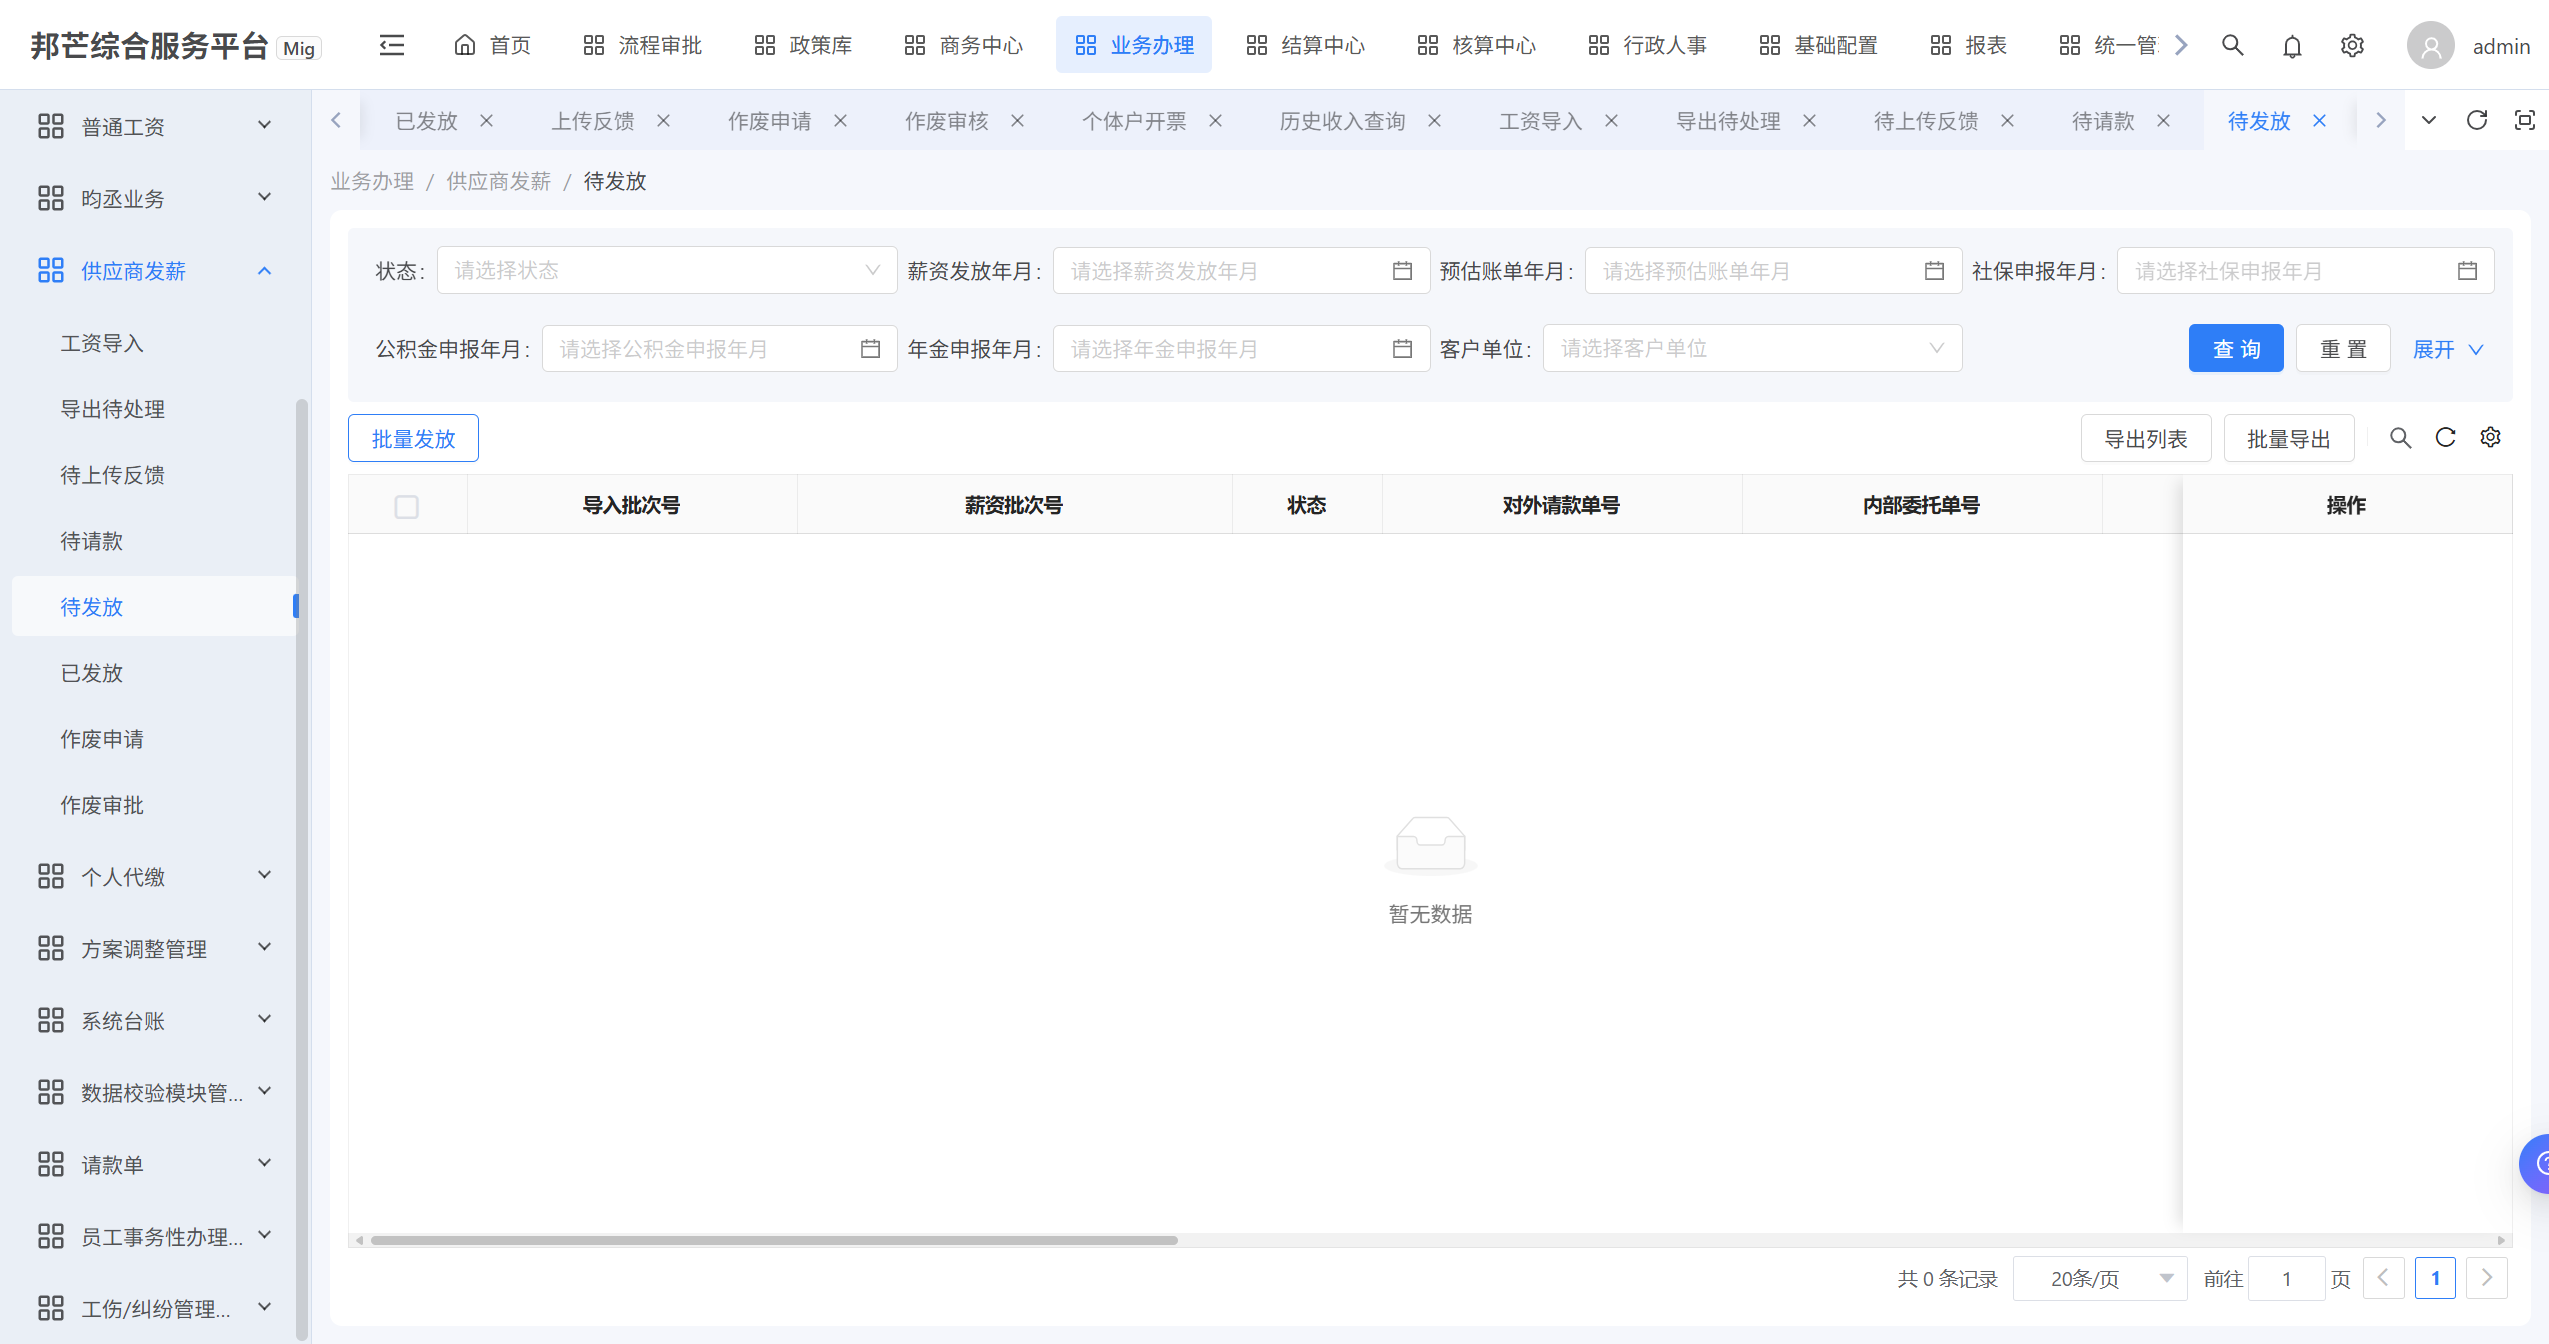 邦芒综合服务平台 Mig 首页 流程审批 政策库 商务中心 业务办理 结算中心 核算中心 行政人事 基础配置 报表 统一管 admin
已发放 上传反馈 作废申请 作废审核 个体户开票 历史收入查询 工资导入 导出待处理 待上传反馈 待请款 待发放
业务办理 / 供应商发薪 / 待发放
普通工资
昀丞业务
供应商发薪
工资导入
导出待处理
待上传反馈
待请款
待发放
已发放
作废申请
作废审批
个人代缴
方案调整管理
系统台账
数据校验模块管...
请款单
员工事务性办理...
工伤/纠纷管理...
状态: 请选择状态 薪资发放年月: 请选择薪资发放年月 预估账单年月: 请选择预估账单年月 社保申报年月: 请选择社保申报年月
公积金申报年月: 请选择公积金申报年月 年金申报年月: 请选择年金申报年月 客户单位: 请选择客户单位 查 询 重 置 展开
批量发放 导出列表 批量导出
导入批次号 薪资批次号 状态 对外请款单号 内部委托单号 操作
暂无数据
共 0 条记录 20条/页 前往 1 页 1